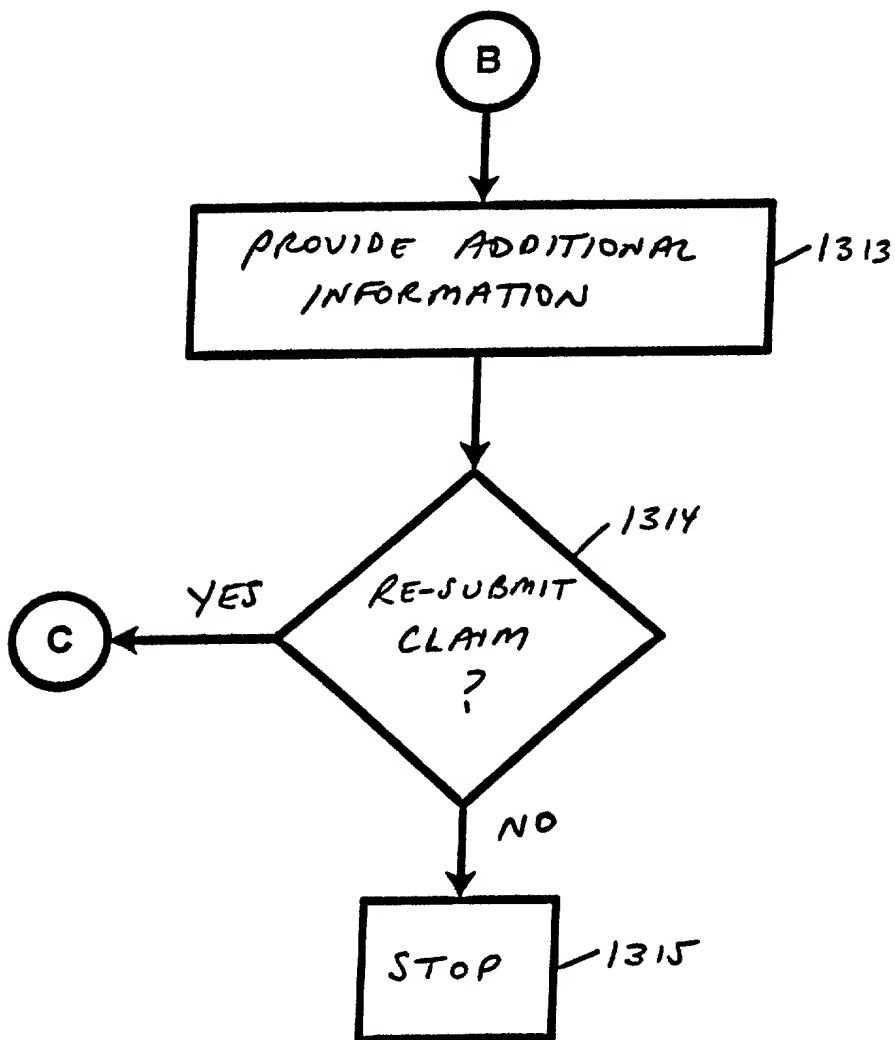 B
PROVIDE ADDITIONAL
INFORMATION
1313
1314
RE-SUBMIT
CLAIM
?
YES
C
NO
STOP
1315